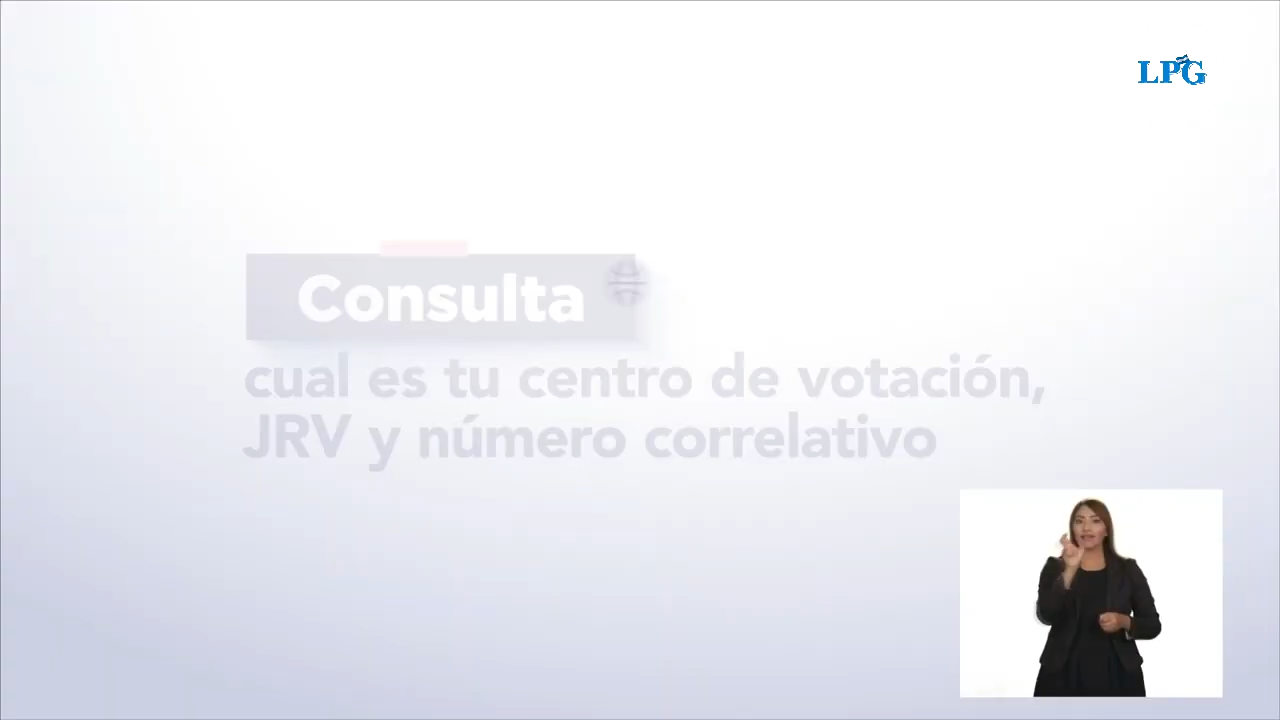 LPG
Consulta
cual es tu centro de votación,
JRV y número correlativo